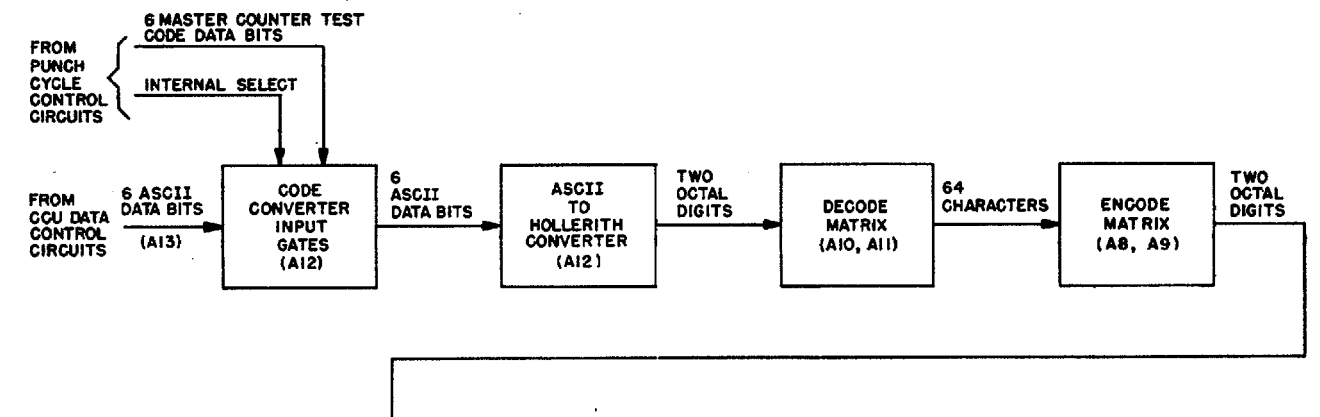 6 MASTER COUNTER TEST
CODE DATA BITS
FROM
PUNCH
CYCLE
CONTROL
CIRCUITS
INTERNAL SELECT
FROM
CCU DATA
CONTROL
CIRCUITS
6 ASCII
DATA BITS
(A13)
CODE
CONVERTER
INPUT
GATES
(A12)
6
ASCII
DATA BITS
ASCII
TO
HOLLERITH
CONVERTER
(A12)
TWO
OCTAL
DIGITS
DECODE
MATRIX
(A10, A11)
64
CHARACTERS
ENCODE
MATRIX
(A8, A9)
TWO
OCTAL
DIGITS